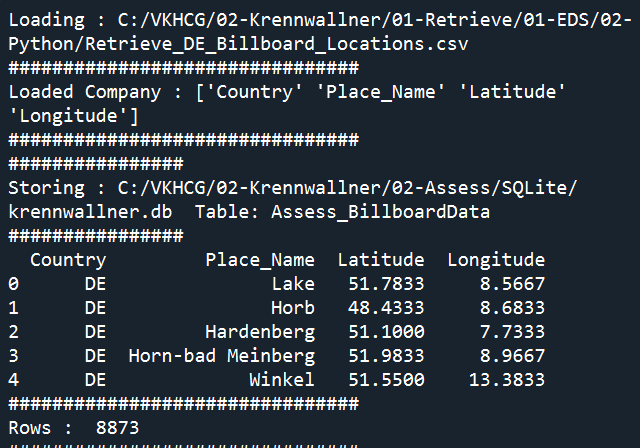 Loading : C:/VKHCG/02-Krennwallner/01-Retrieve/01-EDS/02-
Python/Retrieve_DE_Billboard_Locations.csv
################################
Loaded Company : ['Country' 'Place_Name' 'Latitude'
'Longitude']
################################
################
Storing : C:/VKHCG/02-Krennwallner/02-Assess/SQLite/
krennwallner.db  Table: Assess_BillboardData
################
  Country         Place_Name  Latitude  Longitude
0      DE               Lake   51.7833     8.5667
1      DE               Horb   48.4333     8.6833
2      DE         Hardenberg   51.1000     7.7333
3      DE  Horn-bad Meinberg   51.9833     8.9667
4      DE             Winkel   51.5500    13.3833
################################
Rows :  8873
################################